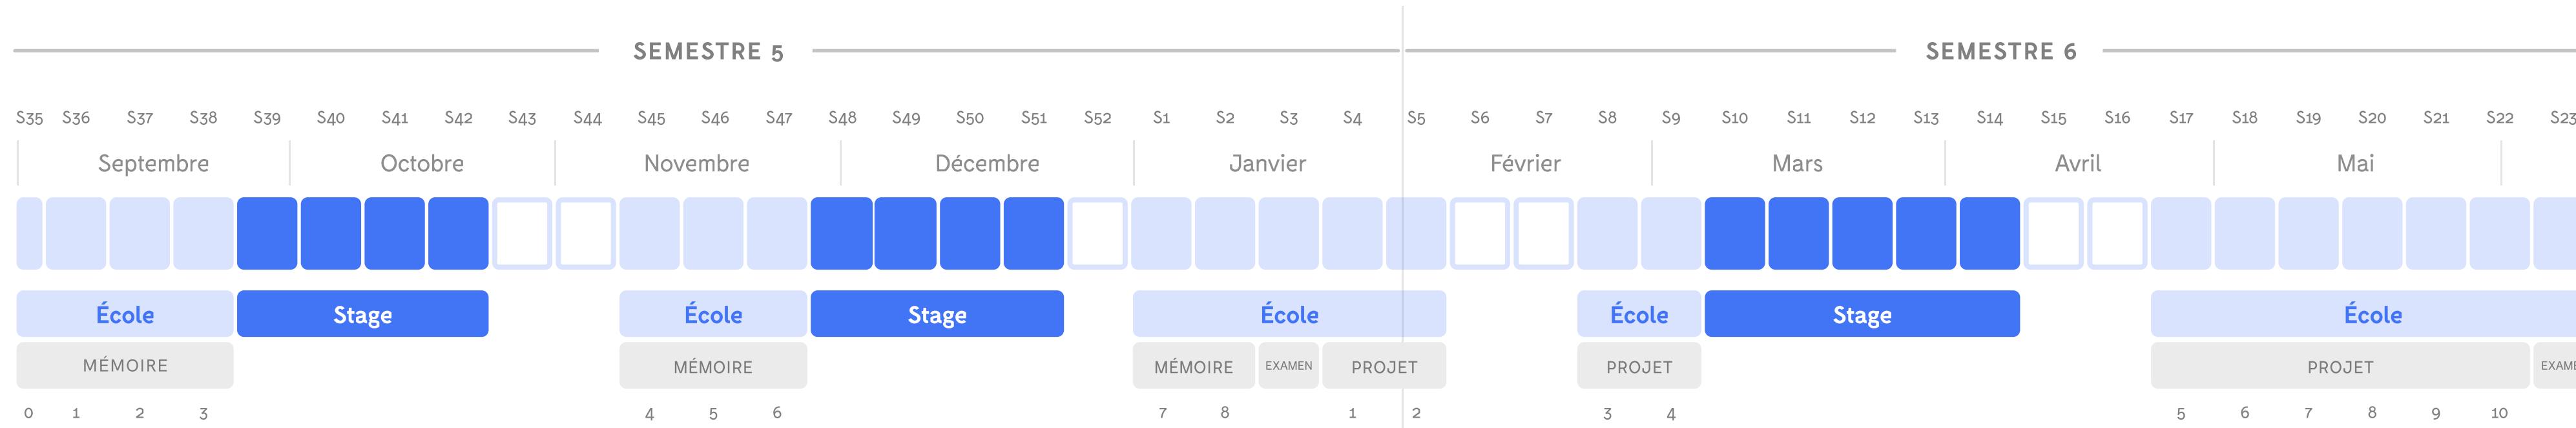 SEMESTRE 5 SEMESTRE 6
S35 S36 S37 S38 S39 S40 S41 S42 S43 S44 S45 S46 S47 S48 S49 S50 S51 S52 S1 S2 S3 S4 S5 S6 S7 S8 S9 S10 S11 S12 S13 S14 S15 S16 S17 S18 S19 S20 S21 S22 S23
Septembre Octobre Novembre Décembre Janvier Février Mars Avril Mai
École Stage École Stage École École Stage École
MÉMOIRE MÉMOIRE MÉMOIRE EXAMEN PROJET PROJET PROJET EXAME
0 1 2 3 4 5 6 7 8 1 2 3 4 5 6 7 8 9 10